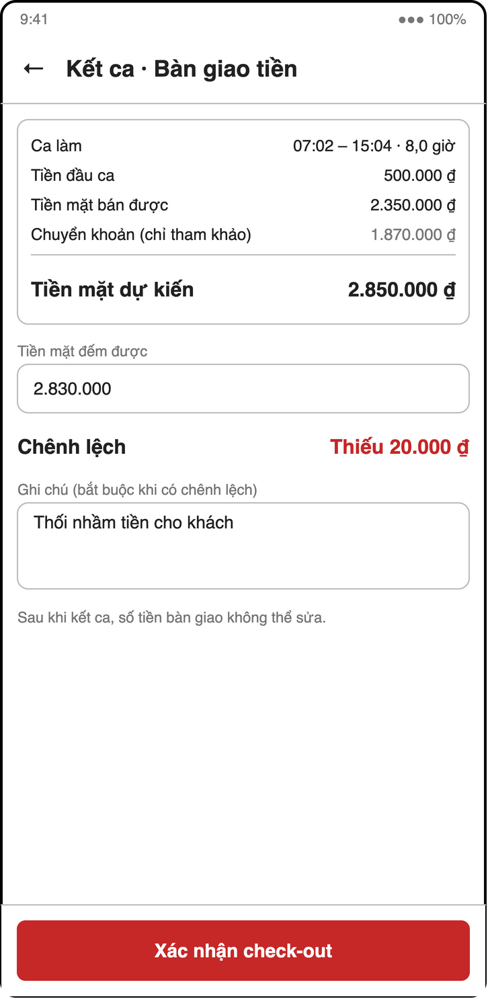 9:41 ●●● 100%
← Kết ca · Bàn giao tiền
Ca làm 07:02 – 15:04 · 8,0 giờ
Tiền đầu ca 500.000 ₫
Tiền mặt bán được 2.350.000 ₫
Chuyển khoản (chỉ tham khảo) 1.870.000 ₫
Tiền mặt dự kiến 2.850.000 ₫
Tiền mặt đếm được
2.830.000
Chênh lệch Thiếu 20.000 ₫
Ghi chú (bắt buộc khi có chênh lệch)
Thối nhầm tiền cho khách
Sau khi kết ca, số tiền bàn giao không thể sửa.
Xác nhận check-out